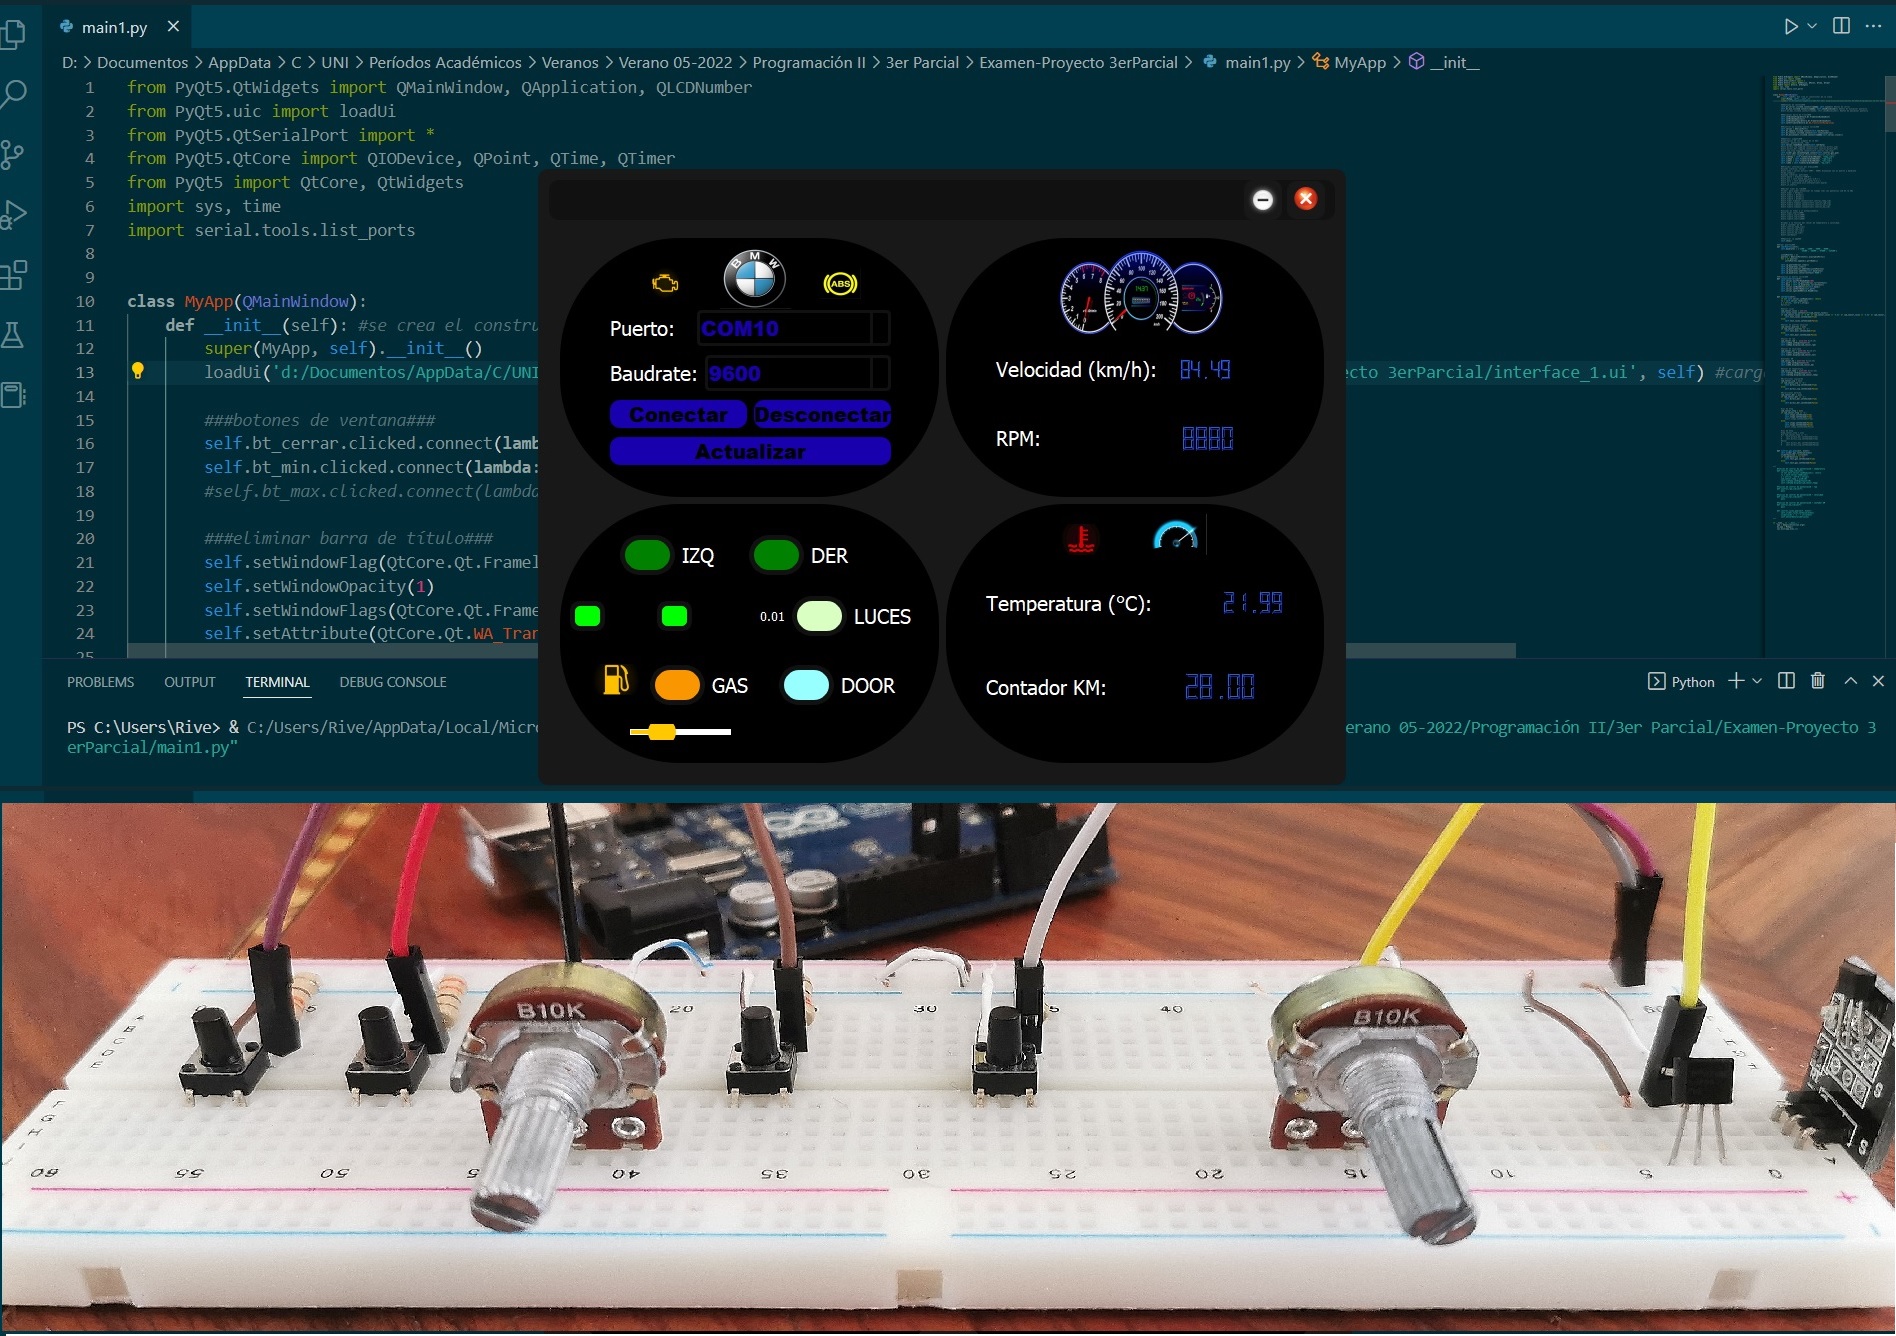 main1.py
D: > Documentos > AppData > C > UNI > Períodos Académicos > Veranos > Verano 05-2022 > Programación II > 3er Parcial > Examen-Proyecto 3erParcial > main1.py > MyApp > __init__
1 from PyQt5.QtWidgets import QMainWindow, QApplication, QLCDNumber
2 from PyQt5.uic import loadUi
3 from PyQt5.QtSerialPort import *
4 from PyQt5.QtCore import QIODevice, QPoint, QTime, QTimer
5 from PyQt5 import QtCore, QtWidgets
6 import sys, time
7 import serial.tools.list_ports
8
9
10 class MyApp(QMainWindow):
11 def __init__(self): #se crea el constru
12 super(MyApp, self).__init__()
13 loadUi('d:/Documentos/AppData/C/UNI cto 3erParcial/interface_1.ui', self) #carg
14
15 ###botones de ventana###
16 self.bt_cerrar.clicked.connect(lamb
17 self.bt_min.clicked.connect(lambda:
18 #self.bt_max.clicked.connect(lambda
19
20 ###eliminar barra de título###
21 self.setWindowFlag(QtCore.Qt.Framel
22 self.setWindowOpacity(1)
23 self.setWindowFlags(QtCore.Qt.Frame
24 self.setAttribute(QtCore.Qt.WA_Tran
25
BMW
ABS
Puerto: COM10
Baudrate: 9600
Conectar Desconectar
Actualizar
Velocidad (km/h): 84.49
RPM: 8880
IZQ DER
0.01 LUCES
GAS DOOR
Temperatura (°C): 21.99
Contador KM: 28.00
PROBLEMS OUTPUT TERMINAL DEBUG CONSOLE
Python
PS C:\Users\Rive> & C:/Users/Rive/AppData/Local/Micro erano 05-2022/Programación II/3er Parcial/Examen-Proyecto 3
erParcial/main1.py"
B10K B10K
20 30 40
60 55 50 40 35 30 25 20 15 10 5 0